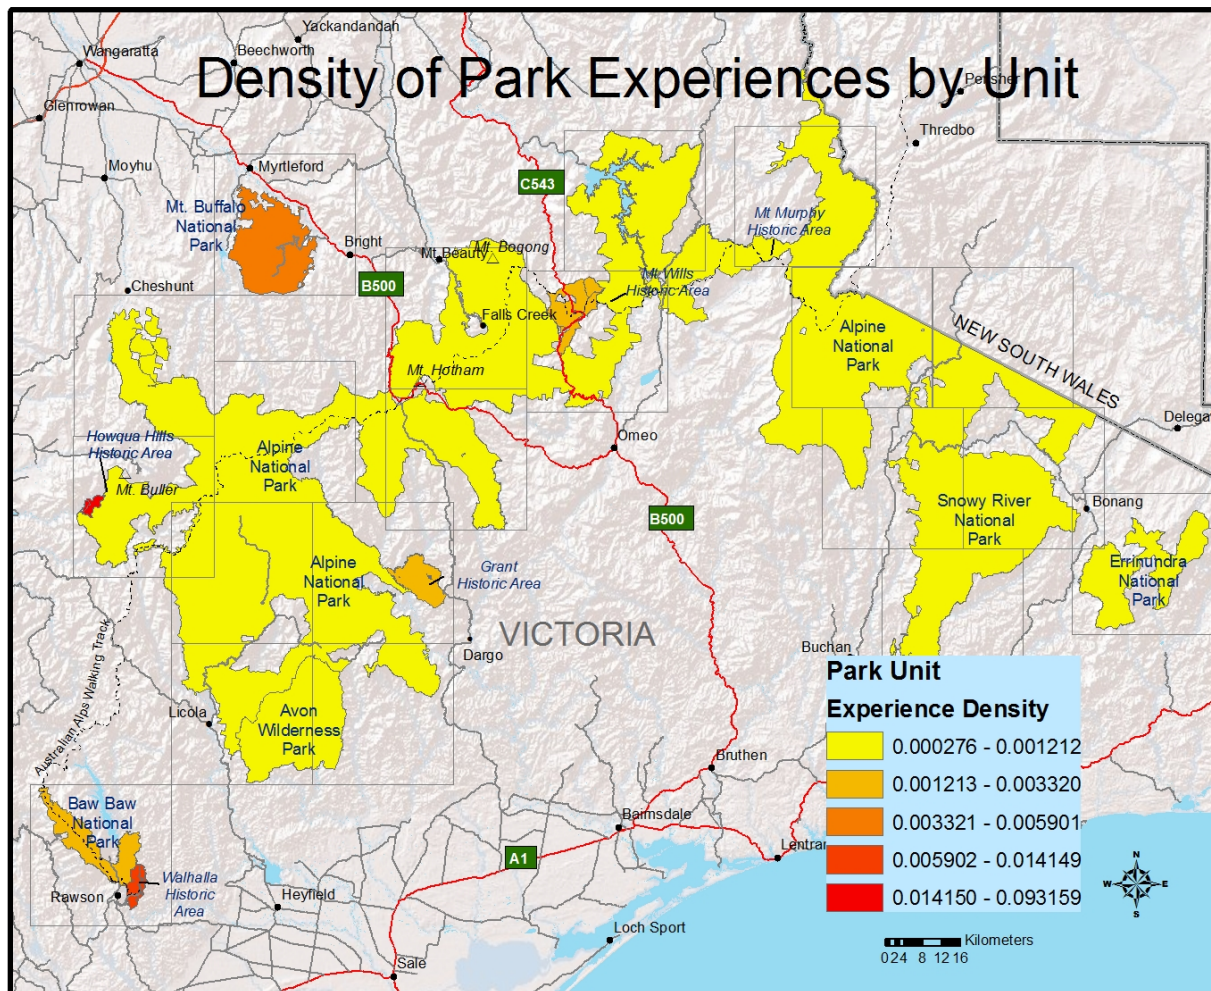 Density of Park Experiences by Unit
Yackandandah
Wangaratta
Beechworth
Perisher
Glenrowan
Thredbo
Moyhu
Myrtleford
C543
Mt. Buffalo
National
Park
Mt Murphy
Historic Area
Bright
Mt. Beauty
Mt. Bogong
Mt Wills
Historic Area
Cheshunt
B500
Falls Creek
Alpine
National
Park
NEW SOUTH WALES
Mt. Hotham
Delega
Howqua Hills
Historic Area
Omeo
Alpine
National
Park
Mt. Buller
Snowy River
National
Park
Bonang
B500
Alpine
National
Park
Grant
Historic Area
Errinundra
National
Park
VICTORIA
Dargo
Buchan
Australian Alps Walking Track
Licola
Avon
Wilderness
Park
Park Unit
Experience Density
0.000276 - 0.001212
0.001213 - 0.003320
0.003321 - 0.005901
0.005902 - 0.014149
0.014150 - 0.093159
Bruthen
Baw Baw
National
Park
Bairnsdale
A1
Lentran
Walhalla
Historic
Area
Rawson
Heyfield
N
W E
S
Loch Sport
Kilometers
0 2 4 8 12 16
Sale